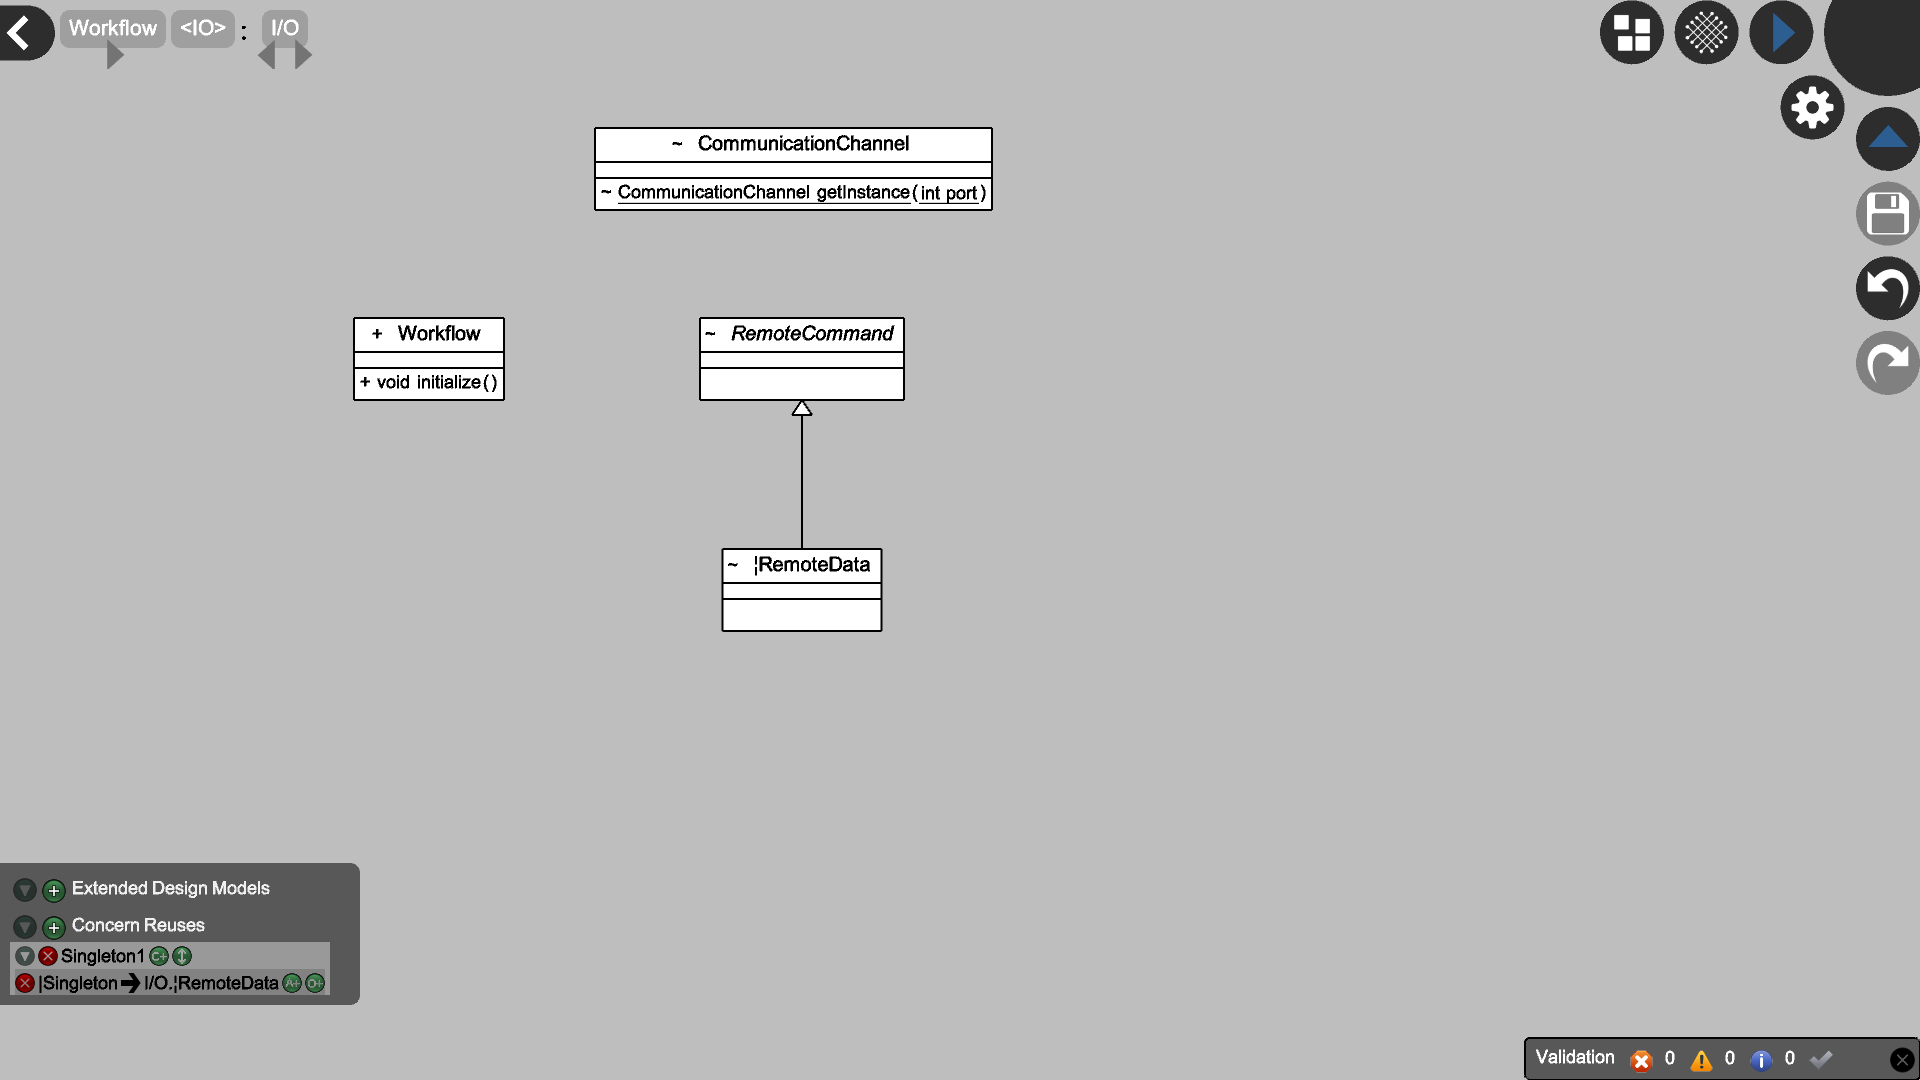 Workflow <IO> : I/O
~ CommunicationChannel
~ CommunicationChannel getInstance(int port)
+ Workflow
+ void initialize()
~ RemoteCommand
~ ¦RemoteData
Extended Design Models
Concern Reuses
Singleton1 C+
|Singleton I/O.¦RemoteData A+ O+
Validation 0 0 0